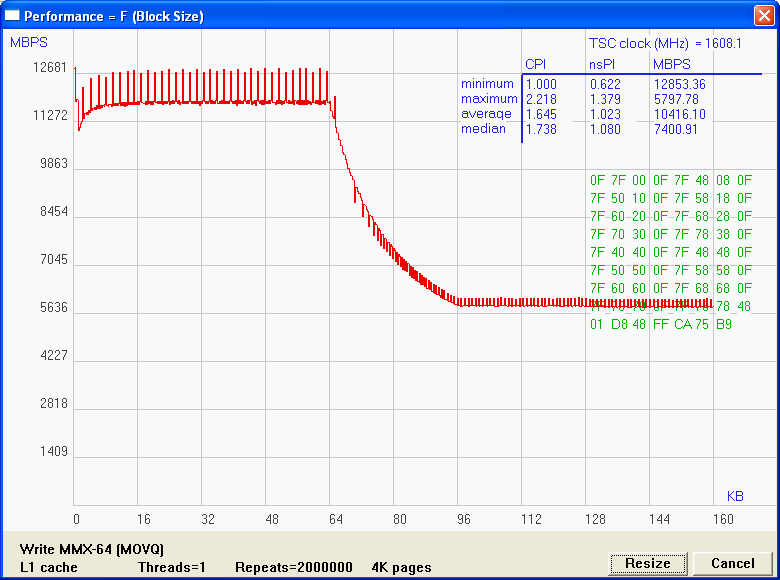 Performance = F (Block Size)
MBPS
TSC clock (MHz) = 1608.1
CPI nsPI MBPS
minimum 1.000 0.622 12853.36
maximum 2.218 1.379 5797.78
average 1.645 1.023 10416.10
median 1.738 1.080 7400.91
12681
11272
9863
8454
7045
5636
4227
2818
1409
0F 7F 00 0F 7F 48 08 0F
7F 50 10 0F 7F 58 18 0F
7F 60 20 0F 7F 68 28 0F
7F 70 30 0F 7F 78 38 0F
7F 40 40 0F 7F 48 48 0F
7F 50 50 0F 7F 58 58 0F
7F 60 60 0F 7F 68 68 0F
78 48
01 D8 48 FF CA 75 B9
KB
0 16 32 48 64 80 96 112 128 144 160
Write MMX-64 (MOVQ)
L1 cache Threads=1 Repeats=2000000 4K pages
Resize Cancel